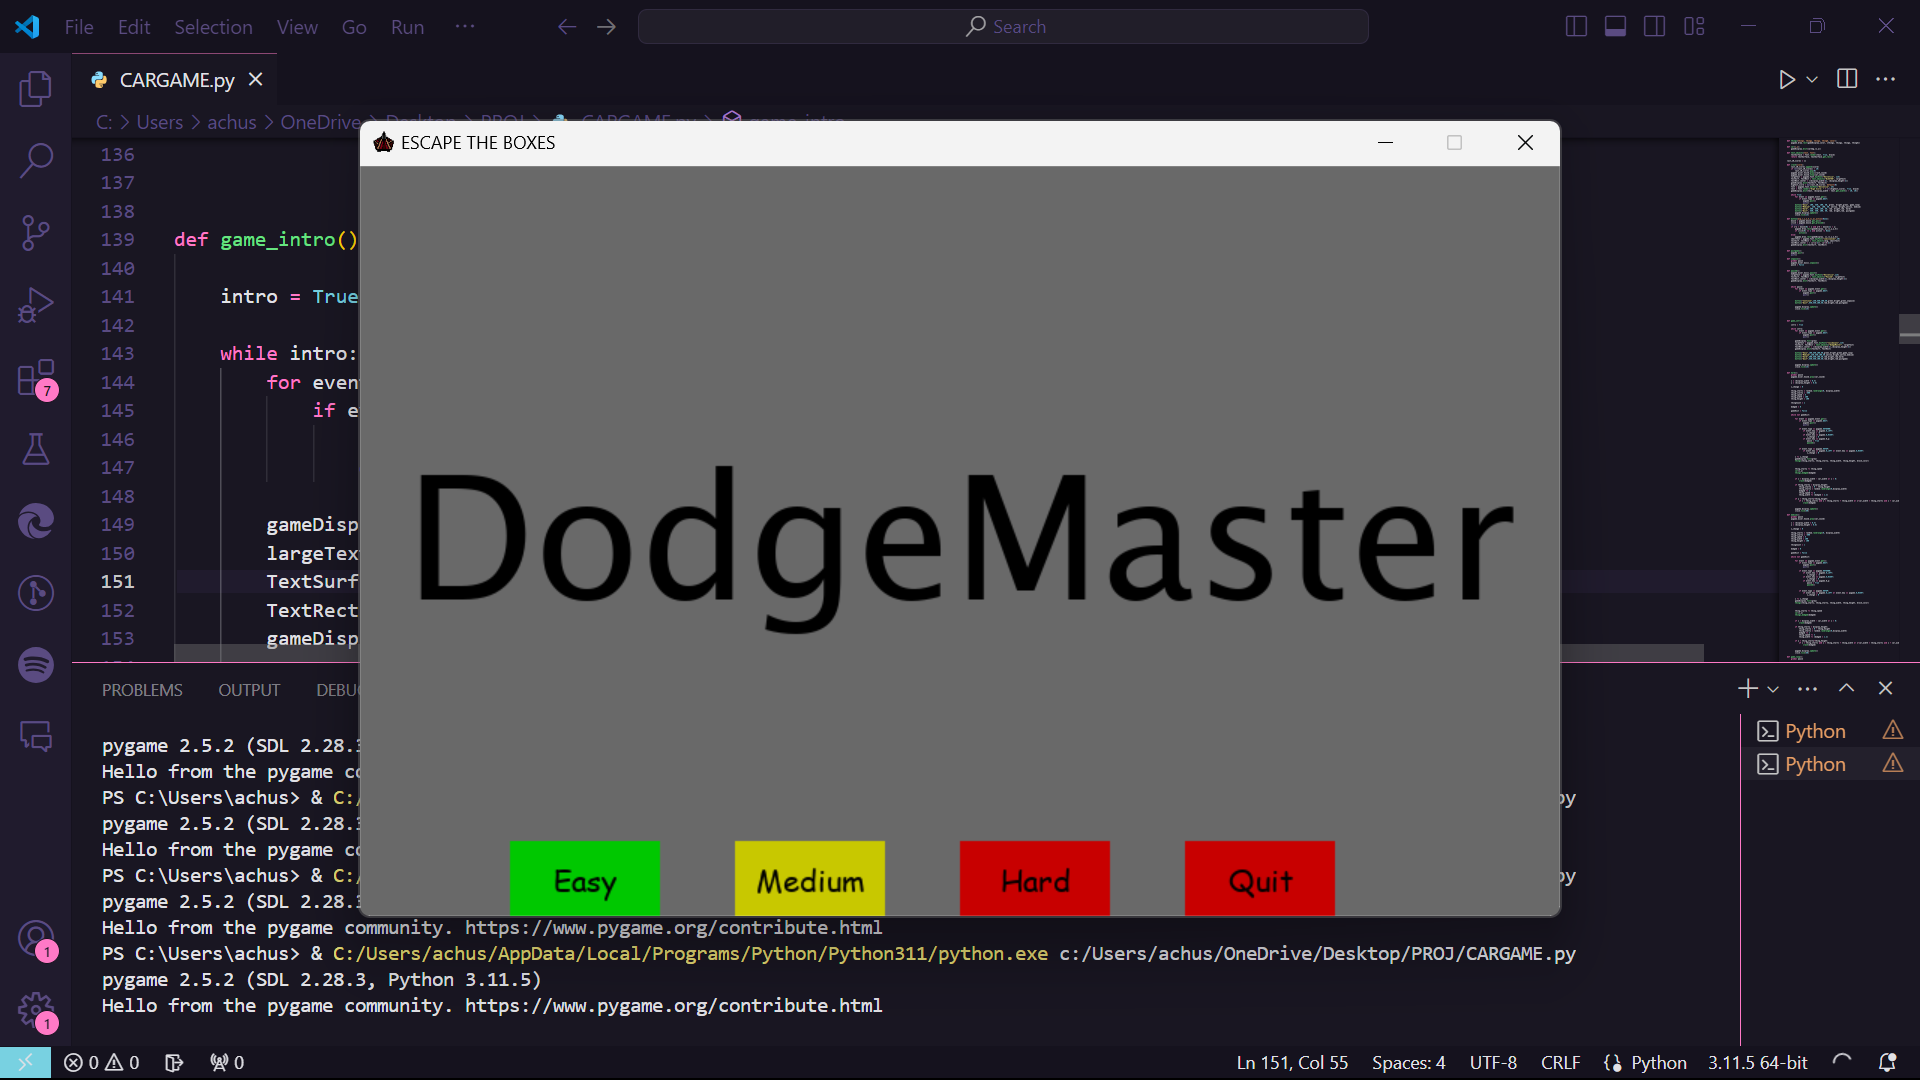 File Edit Selection View Go Run ···
Search
CARGAME.py
C: > Users > achus > OneDrive
ESCAPE THE BOXES
136
137
138
139 def game_intro()
140
141 intro = True
142
143 while intro:
144 for even
145 if e
146
147
148
149 gameDisp
150 largeTex
151 TextSurf
152 TextRect
153 gameDisp
DodgeMaster
Easy Medium Hard Quit
PROBLEMS OUTPUT DEBU
pygame 2.5.2 (SDL 2.28.3
Hello from the pygame co
PS C:\Users\achus> & C:/ py
pygame 2.5.2 (SDL 2.28.3
Hello from the pygame co
PS C:\Users\achus> & C:/ py
pygame 2.5.2 (SDL 2.28.3
Hello from the pygame community. https://www.pygame.org/contribute.html
PS C:\Users\achus> & C:/Users/achus/AppData/Local/Programs/Python/Python311/python.exe c:/Users/achus/OneDrive/Desktop/PROJ/CARGAME.py
pygame 2.5.2 (SDL 2.28.3, Python 3.11.5)
Hello from the pygame community. https://www.pygame.org/contribute.html
Python
Python
7
1
1
0 0 0 Ln 151, Col 55 Spaces: 4 UTF-8 CRLF Python 3.11.5 64-bit